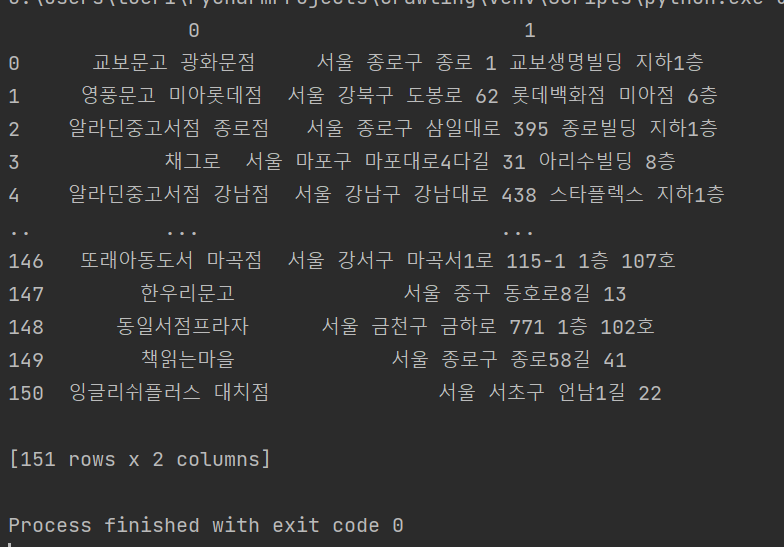 C:\Users\tocri\PycharmProjects\Crawling\venv\Scripts\python.exe
0 1
0 교보문고 광화문점 서울 종로구 종로 1 교보생명빌딩 지하1층
1 영풍문고 미아롯데점 서울 강북구 도봉로 62 롯데백화점 미아점 6층
2 알라딘중고서점 종로점 서울 종로구 삼일대로 395 종로빌딩 지하1층
3 채그로 서울 마포구 마포대로4다길 31 아리수빌딩 8층
4 알라딘중고서점 강남점 서울 강남구 강남대로 438 스타플렉스 지하1층
.. ... ...
146 또래아동도서 마곡점 서울 강서구 마곡서1로 115-1 1층 107호
147 한우리문고 서울 중구 동호로8길 13
148 동일서점프라자 서울 금천구 금하로 771 1층 102호
149 책읽는마을 서울 종로구 종로58길 41
150 잉글리쉬플러스 대치점 서울 서초구 언남1길 22
[151 rows x 2 columns]
Process finished with exit code 0